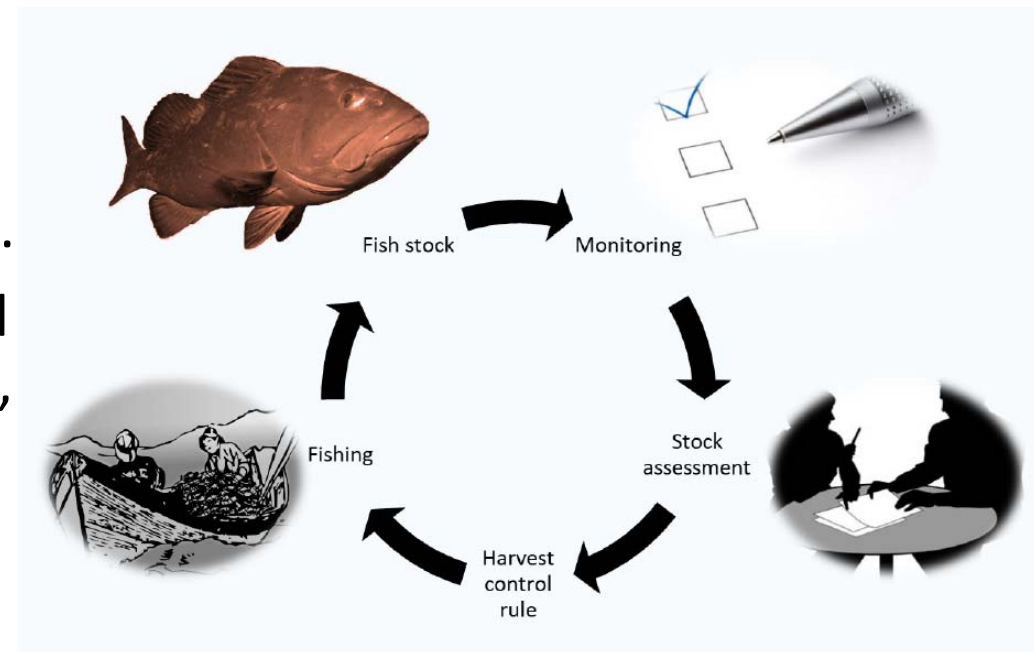 Fish stock
Monitoring
Stock
assessment
Harvest
control
rule
Fishing